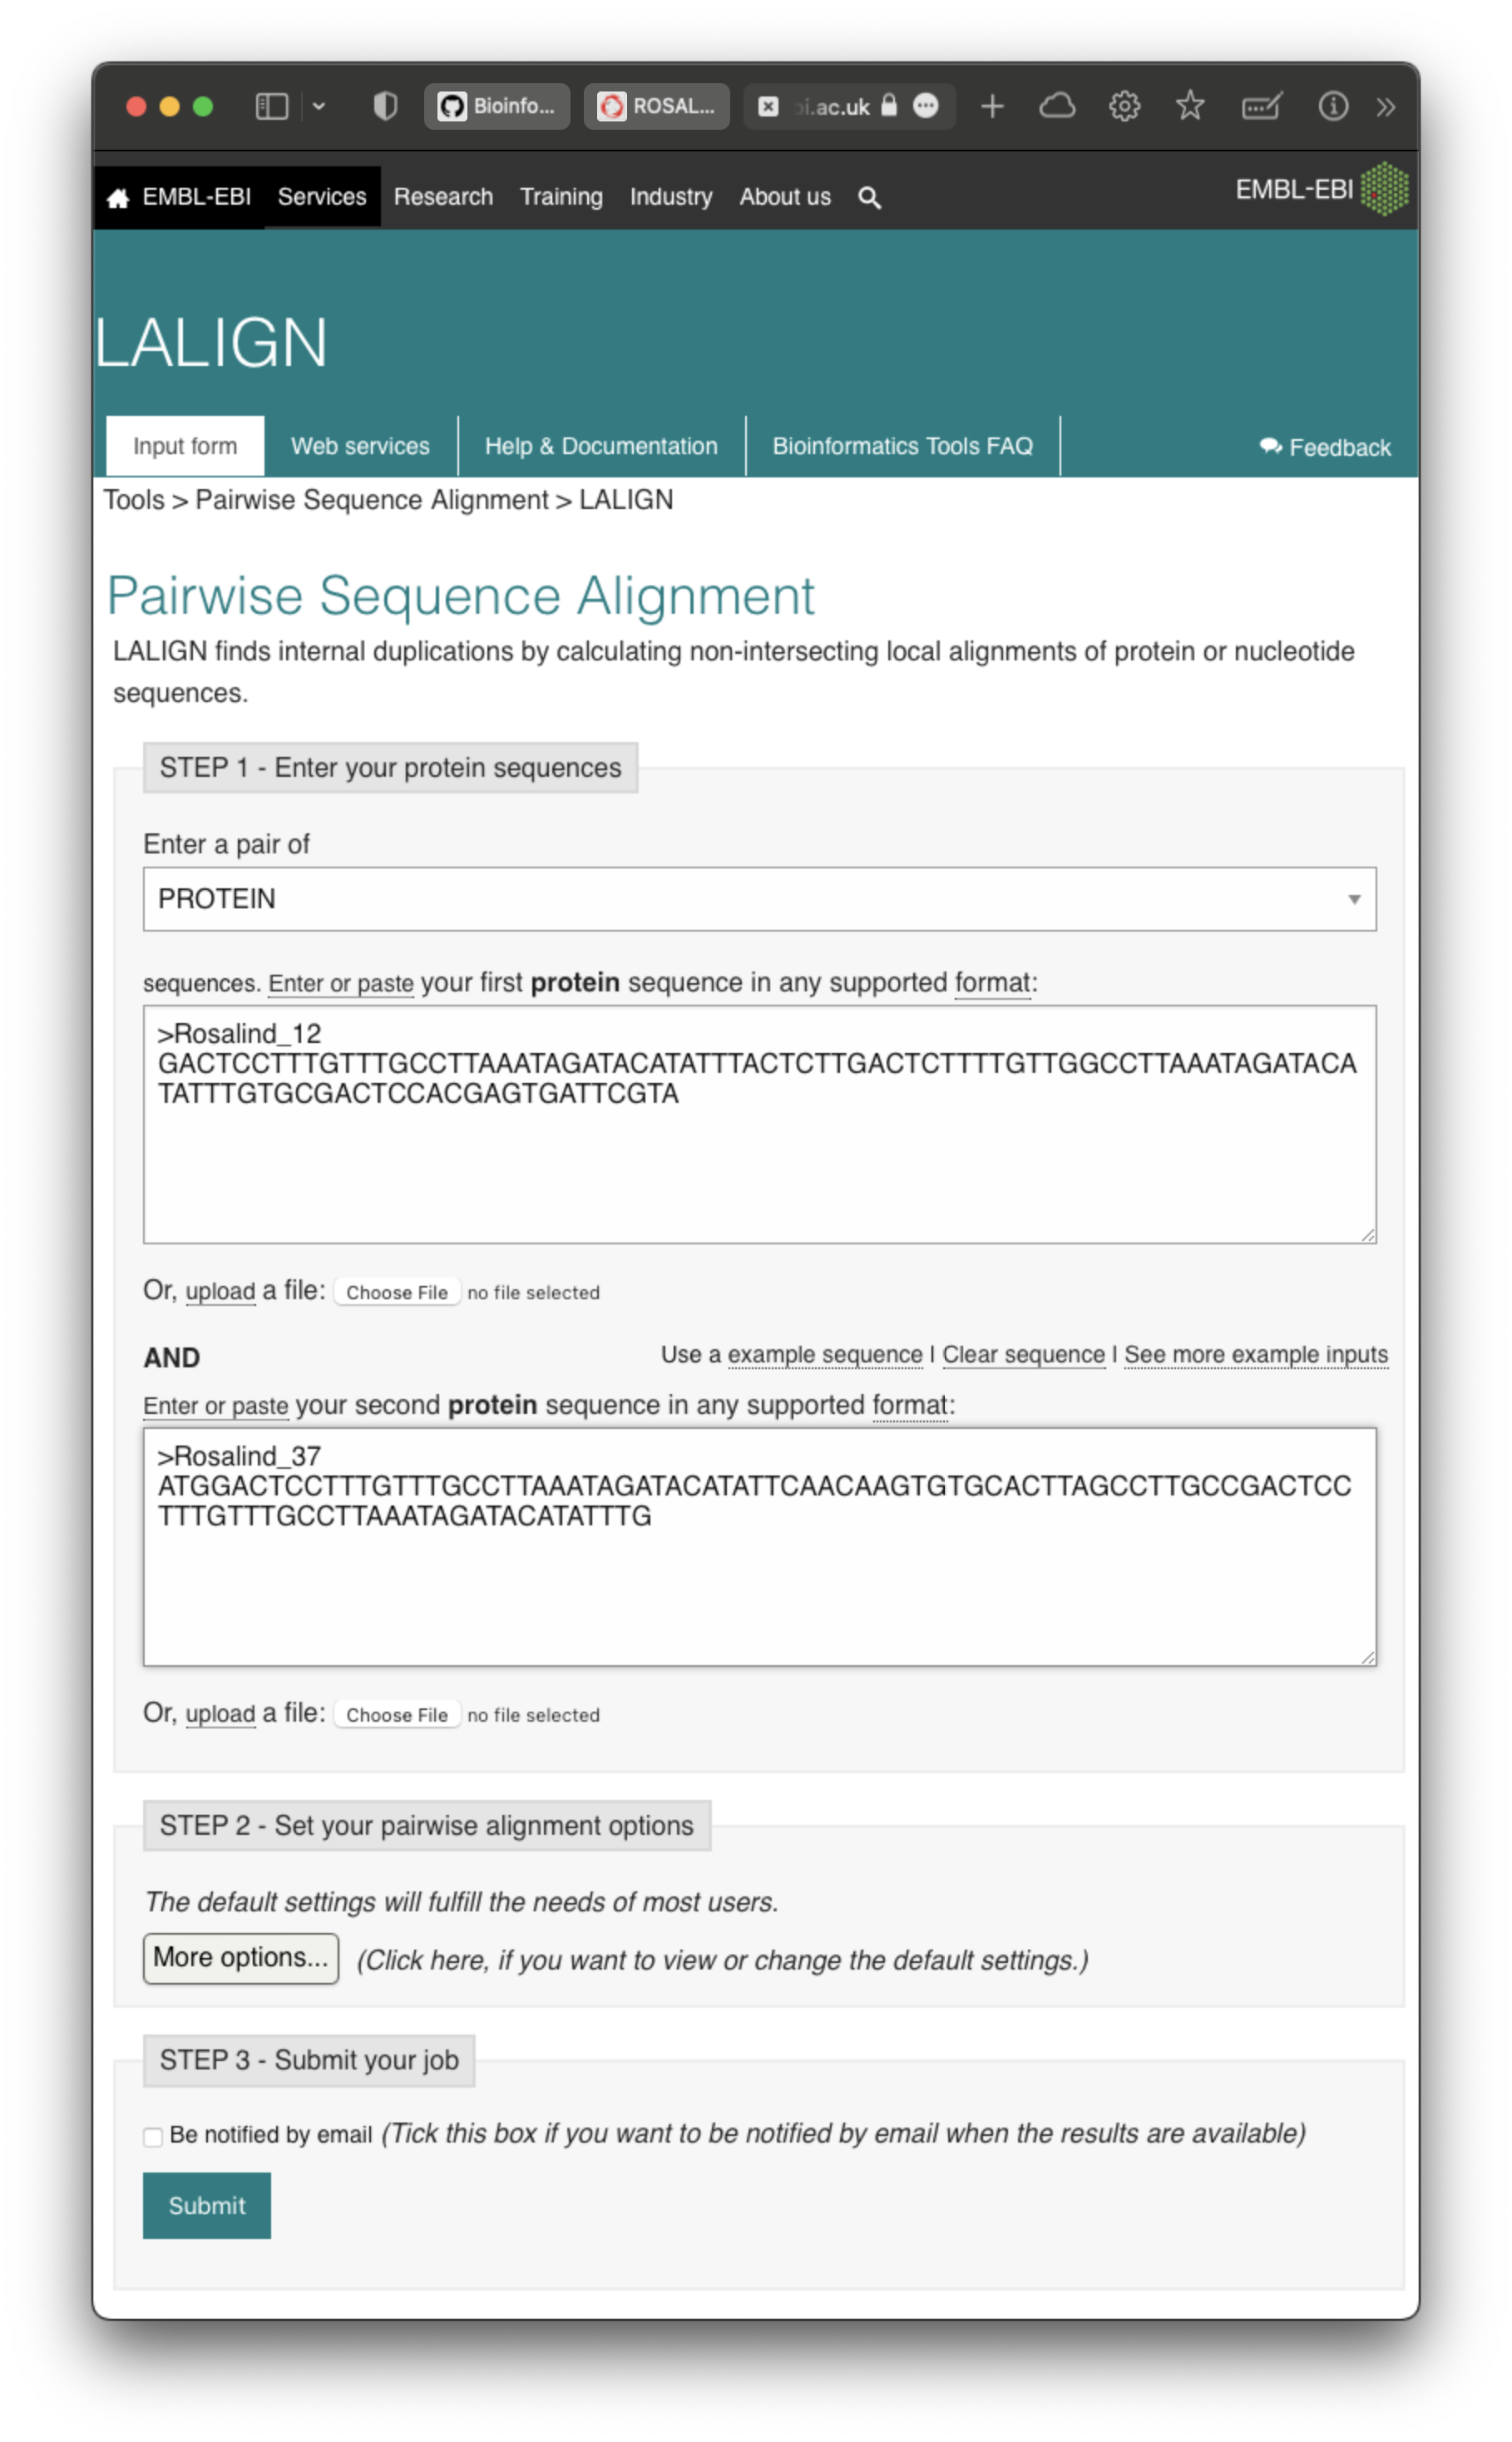 Bioinfo...
ROSAL...
i.ac.uk
EMBL-EBI Services Research Training Industry About us
EMBL-EBI
LALIGN
Input form Web services Help & Documentation Bioinformatics Tools FAQ Feedback
Tools > Pairwise Sequence Alignment > LALIGN
Pairwise Sequence Alignment
LALIGN finds internal duplications by calculating non-intersecting local alignments of protein or nucleotide
sequences.
STEP 1 - Enter your protein sequences
Enter a pair of
PROTEIN
sequences. Enter or paste your first protein sequence in any supported format:
>Rosalind_12
GACTCCTTTGTTTGCCTTAAATAGATACATATTTACTCTTGACTCTTTTGTTGGCCTTAAATAGATACA
TATTTGTGCGACTCCACGAGTGATTCGTA
Or, upload a file: Choose File no file selected
AND
Use a example sequence | Clear sequence | See more example inputs
Enter or paste your second protein sequence in any supported format:
>Rosalind_37
ATGGACTCCTTTGTTTGCCTTAAATAGATACATATTCAACAAGTGTGCACTTAGCCTTGCCGACTCC
TTTGTTTGCCTTAAATAGATACATATTTG
Or, upload a file: Choose File no file selected
STEP 2 - Set your pairwise alignment options
The default settings will fulfill the needs of most users.
More options... (Click here, if you want to view or change the default settings.)
STEP 3 - Submit your job
Be notified by email (Tick this box if you want to be notified by email when the results are available)
Submit